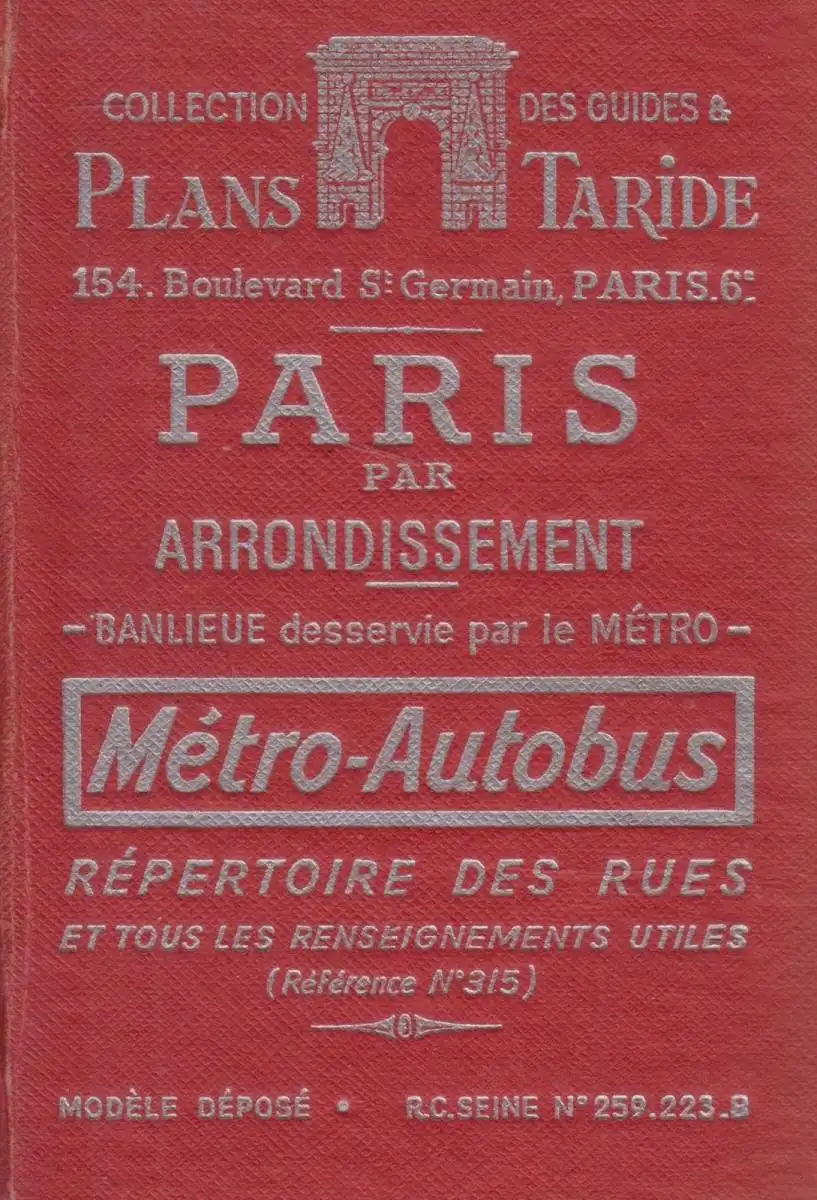 COLLECTION DES GUIDES &
PLANS TARIDE
154. Boulevard St Germain, PARIS.6e.
PARIS
PAR
ARRONDISSEMENT
- BANLIEUE desservie par le MÉTRO -
Métro-Autobus
RÉPERTOIRE DES RUES
ET TOUS LES RENSEIGNEMENTS UTILES
(Référence N° 315)
MODÈLE DÉPOSÉ • R.C. SEINE N° 259.223.B